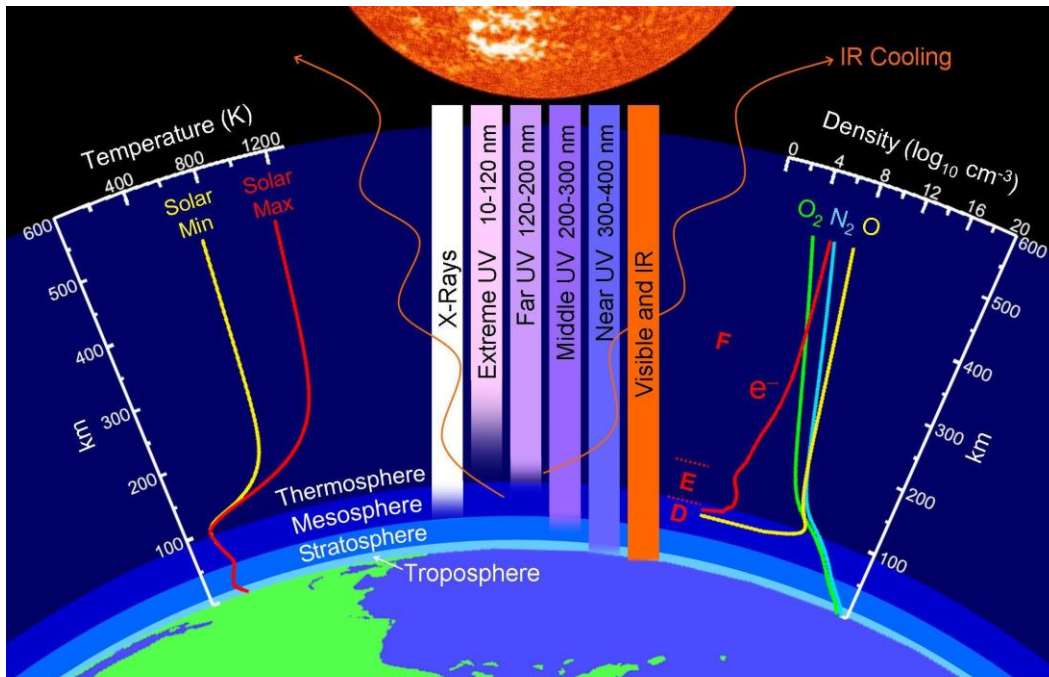 IR Cooling
Temperature (K)
400
800
1200
Solar
Min
Solar
Max
600
500
400
300
200
100
km
X-Rays
Extreme UV 10-120 nm
Far UV 120-200 nm
Middle UV 200-300 nm
Near UV 300-400 nm
Visible and IR
Density (log10 cm-3)
0
4
8
12
16
20
O2
N2
O
600
500
400
300
200
100
km
F
e–
E
D
Thermosphere
Mesosphere
Stratosphere
Troposphere